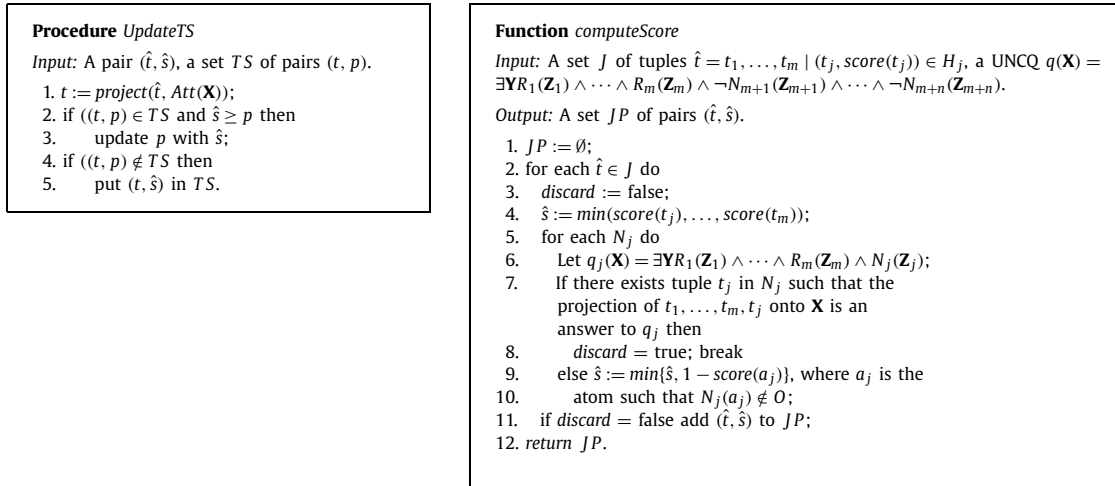 Procedure UpdateTS
Input: A pair (t̂, ŝ), a set TS of pairs (t, p).
1. t := project(t̂, Att(X));
2. if ((t, p) ∈ TS and ŝ ≥ p then
3. update p with ŝ;
4. if ((t, p) ∉ TS then
5. put (t, ŝ) in TS.
Function computeScore
Input: A set J of tuples t̂ = t₁, . . . , tₘ | (tⱼ, score(tⱼ)) ∈ Hⱼ, a UNCQ q(X) =
∃YR₁(Z₁) ∧ · · · ∧ Rₘ(Zₘ) ∧ ¬Nₘ₊₁(Zₘ₊₁) ∧ · · · ∧ ¬Nₘ₊ₙ(Zₘ₊ₙ).
Output: A set JP of pairs (t̂, ŝ).
1. JP := ∅;
2. for each t̂ ∈ J do
3. discard := false;
4. ŝ := min(score(tⱼ), . . . , score(tₘ));
5. for each Nⱼ do
6. Let qⱼ(X) = ∃YR₁(Z₁) ∧ · · · ∧ Rₘ(Zₘ) ∧ Nⱼ(Zⱼ);
7. If there exists tuple tⱼ in Nⱼ such that the
projection of t₁, . . . , tₘ, tⱼ onto X is an
answer to qⱼ then
8. discard = true; break
9. else ŝ := min{ŝ, 1 − score(aⱼ)}, where aⱼ is the
10. atom such that Nⱼ(aⱼ) ∉ O;
11. if discard = false add (t̂, ŝ) to JP;
12. return JP.